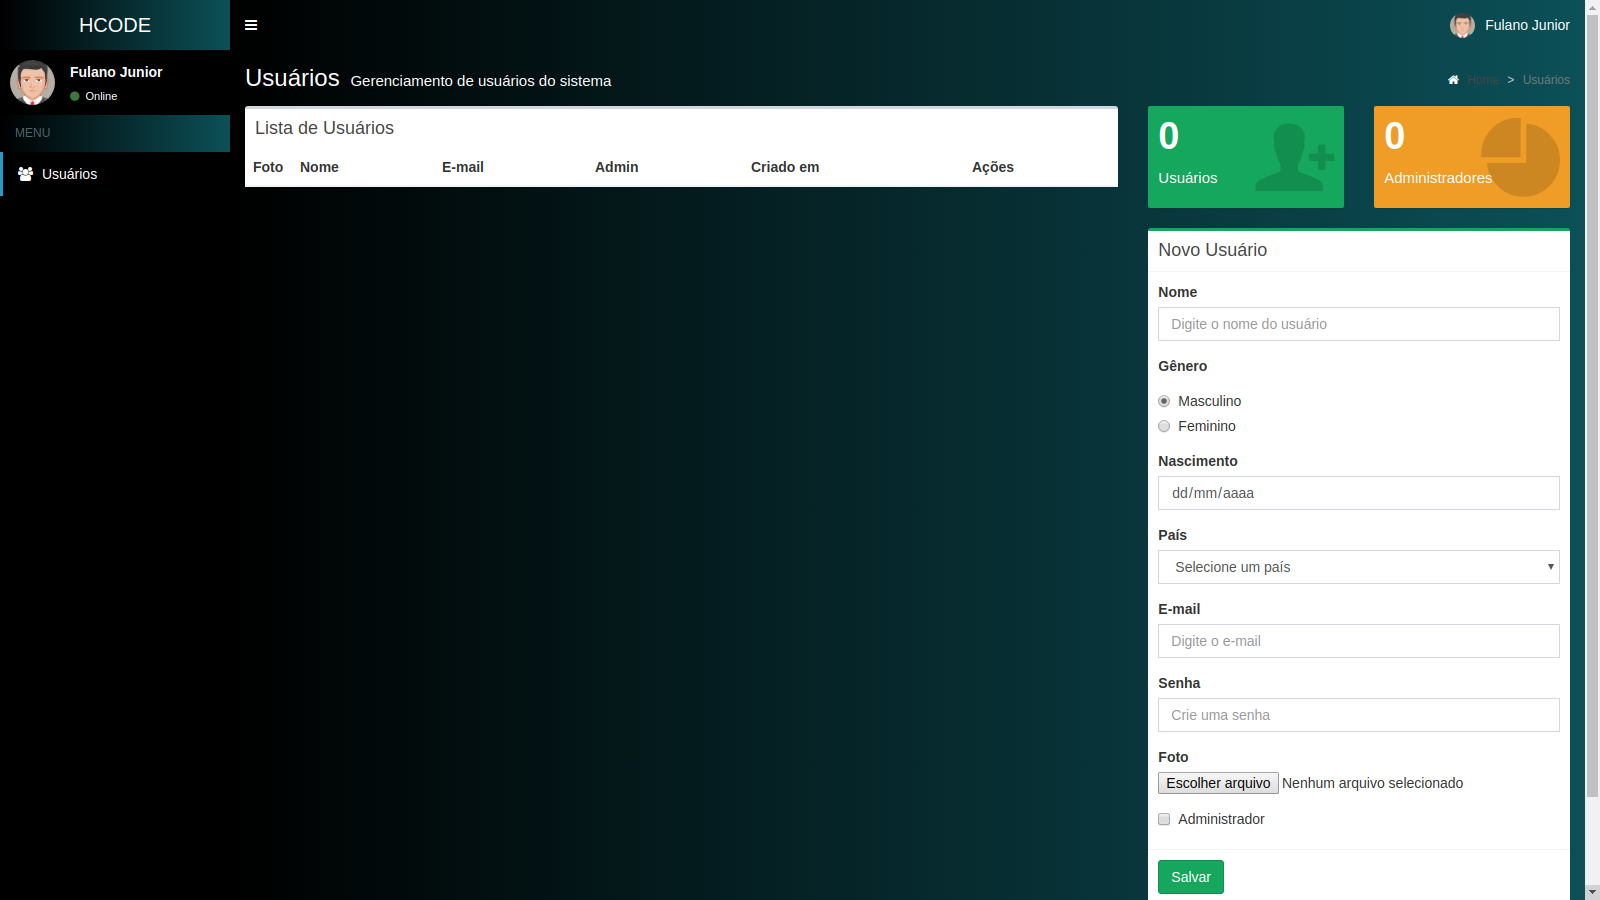 HCODE
Fulano Junior
Fulano Junior
Online
MENU
Usuários
Usuários Gerenciamento de usuários do sistema
Home > Usuários
Lista de Usuários
Foto Nome E-mail Admin Criado em Ações
0
Usuários
0
Administradores
Novo Usuário
Nome
Digite o nome do usuário
Gênero
Masculino
Feminino
Nascimento
dd/mm/aaaa
País
Selecione um país
E-mail
Digite o e-mail
Senha
Crie uma senha
Foto
Escolher arquivo Nenhum arquivo selecionado
Administrador
Salvar